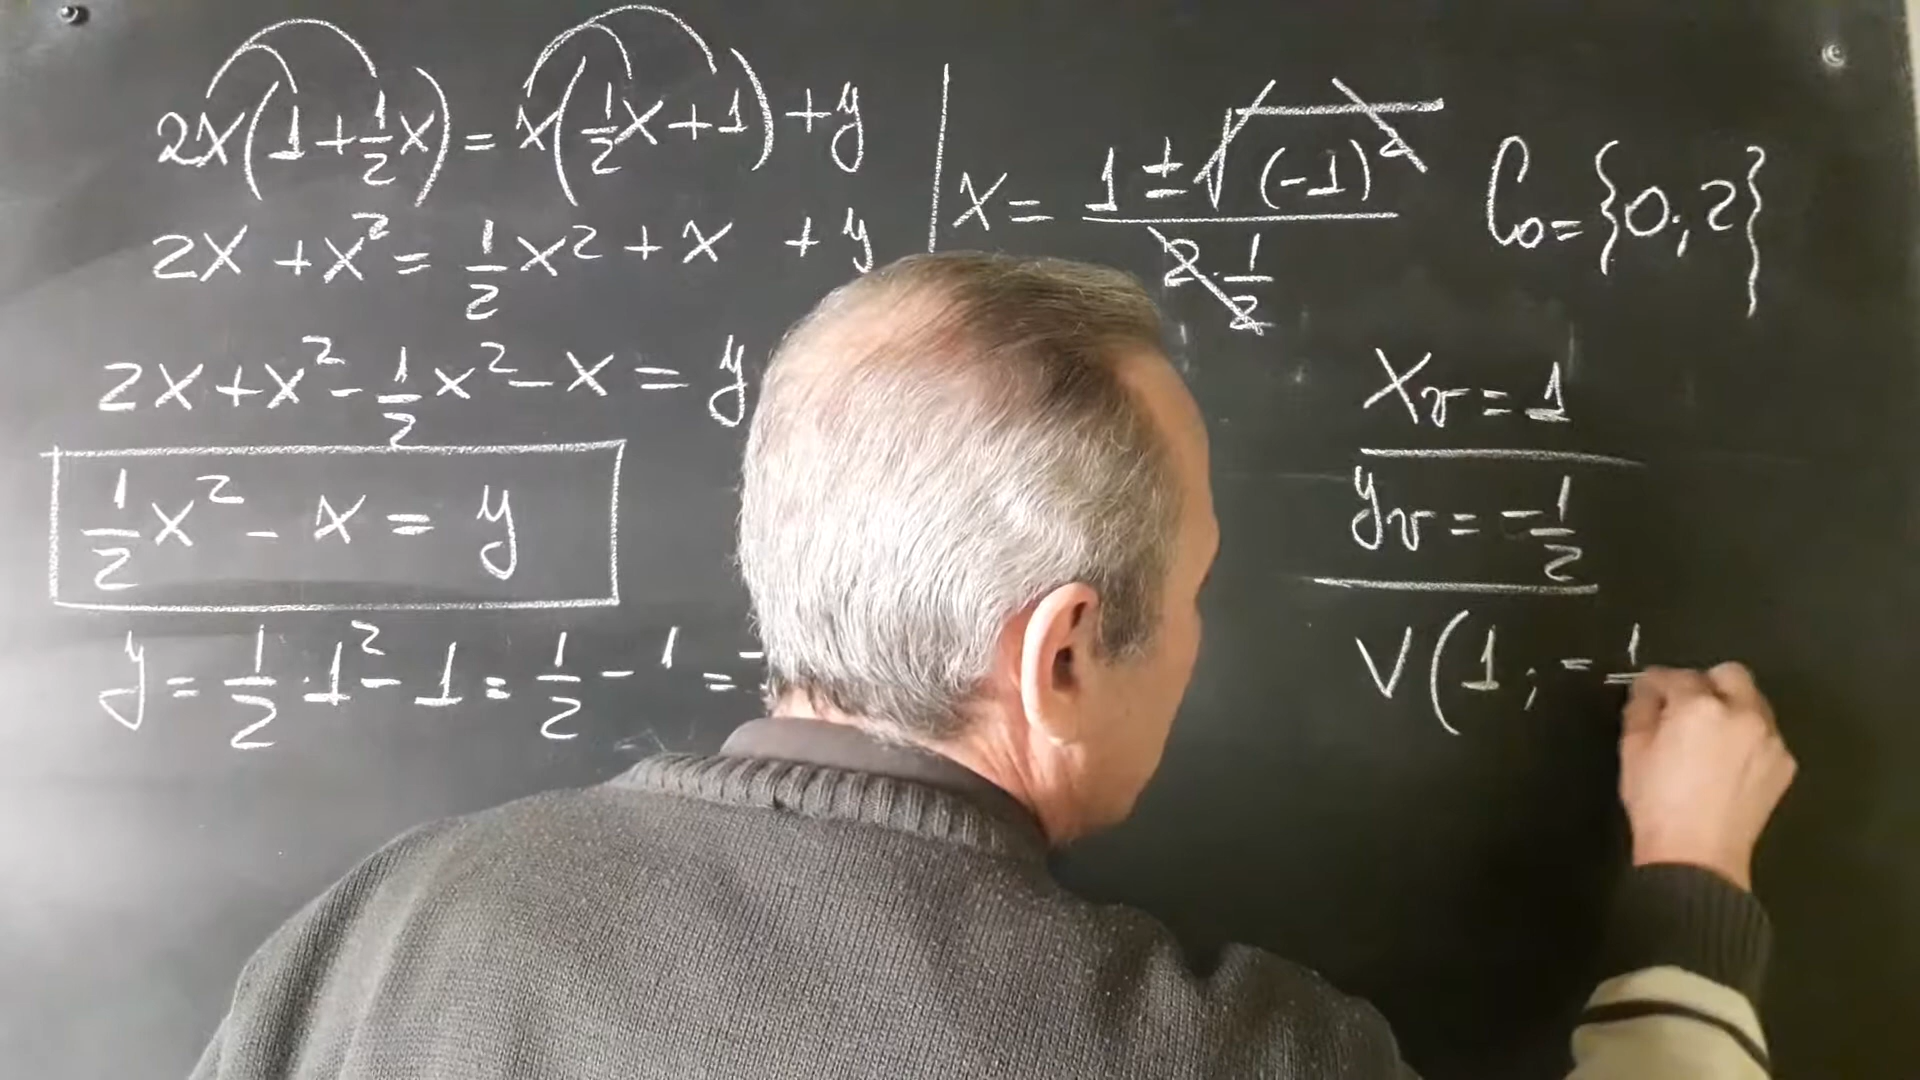 2x(1+1/2x)=x(1/2x+1)+y
2x+x²=1/2x²+x+y
2x+x²-1/2x²-x=y
1/2x²-x=y
y=1/2·1²-1=1/2-1=-
x=1±√(-1)²/2·1/2
C₀={0;2}
xv=1
yv=-1/2
V(1;-1